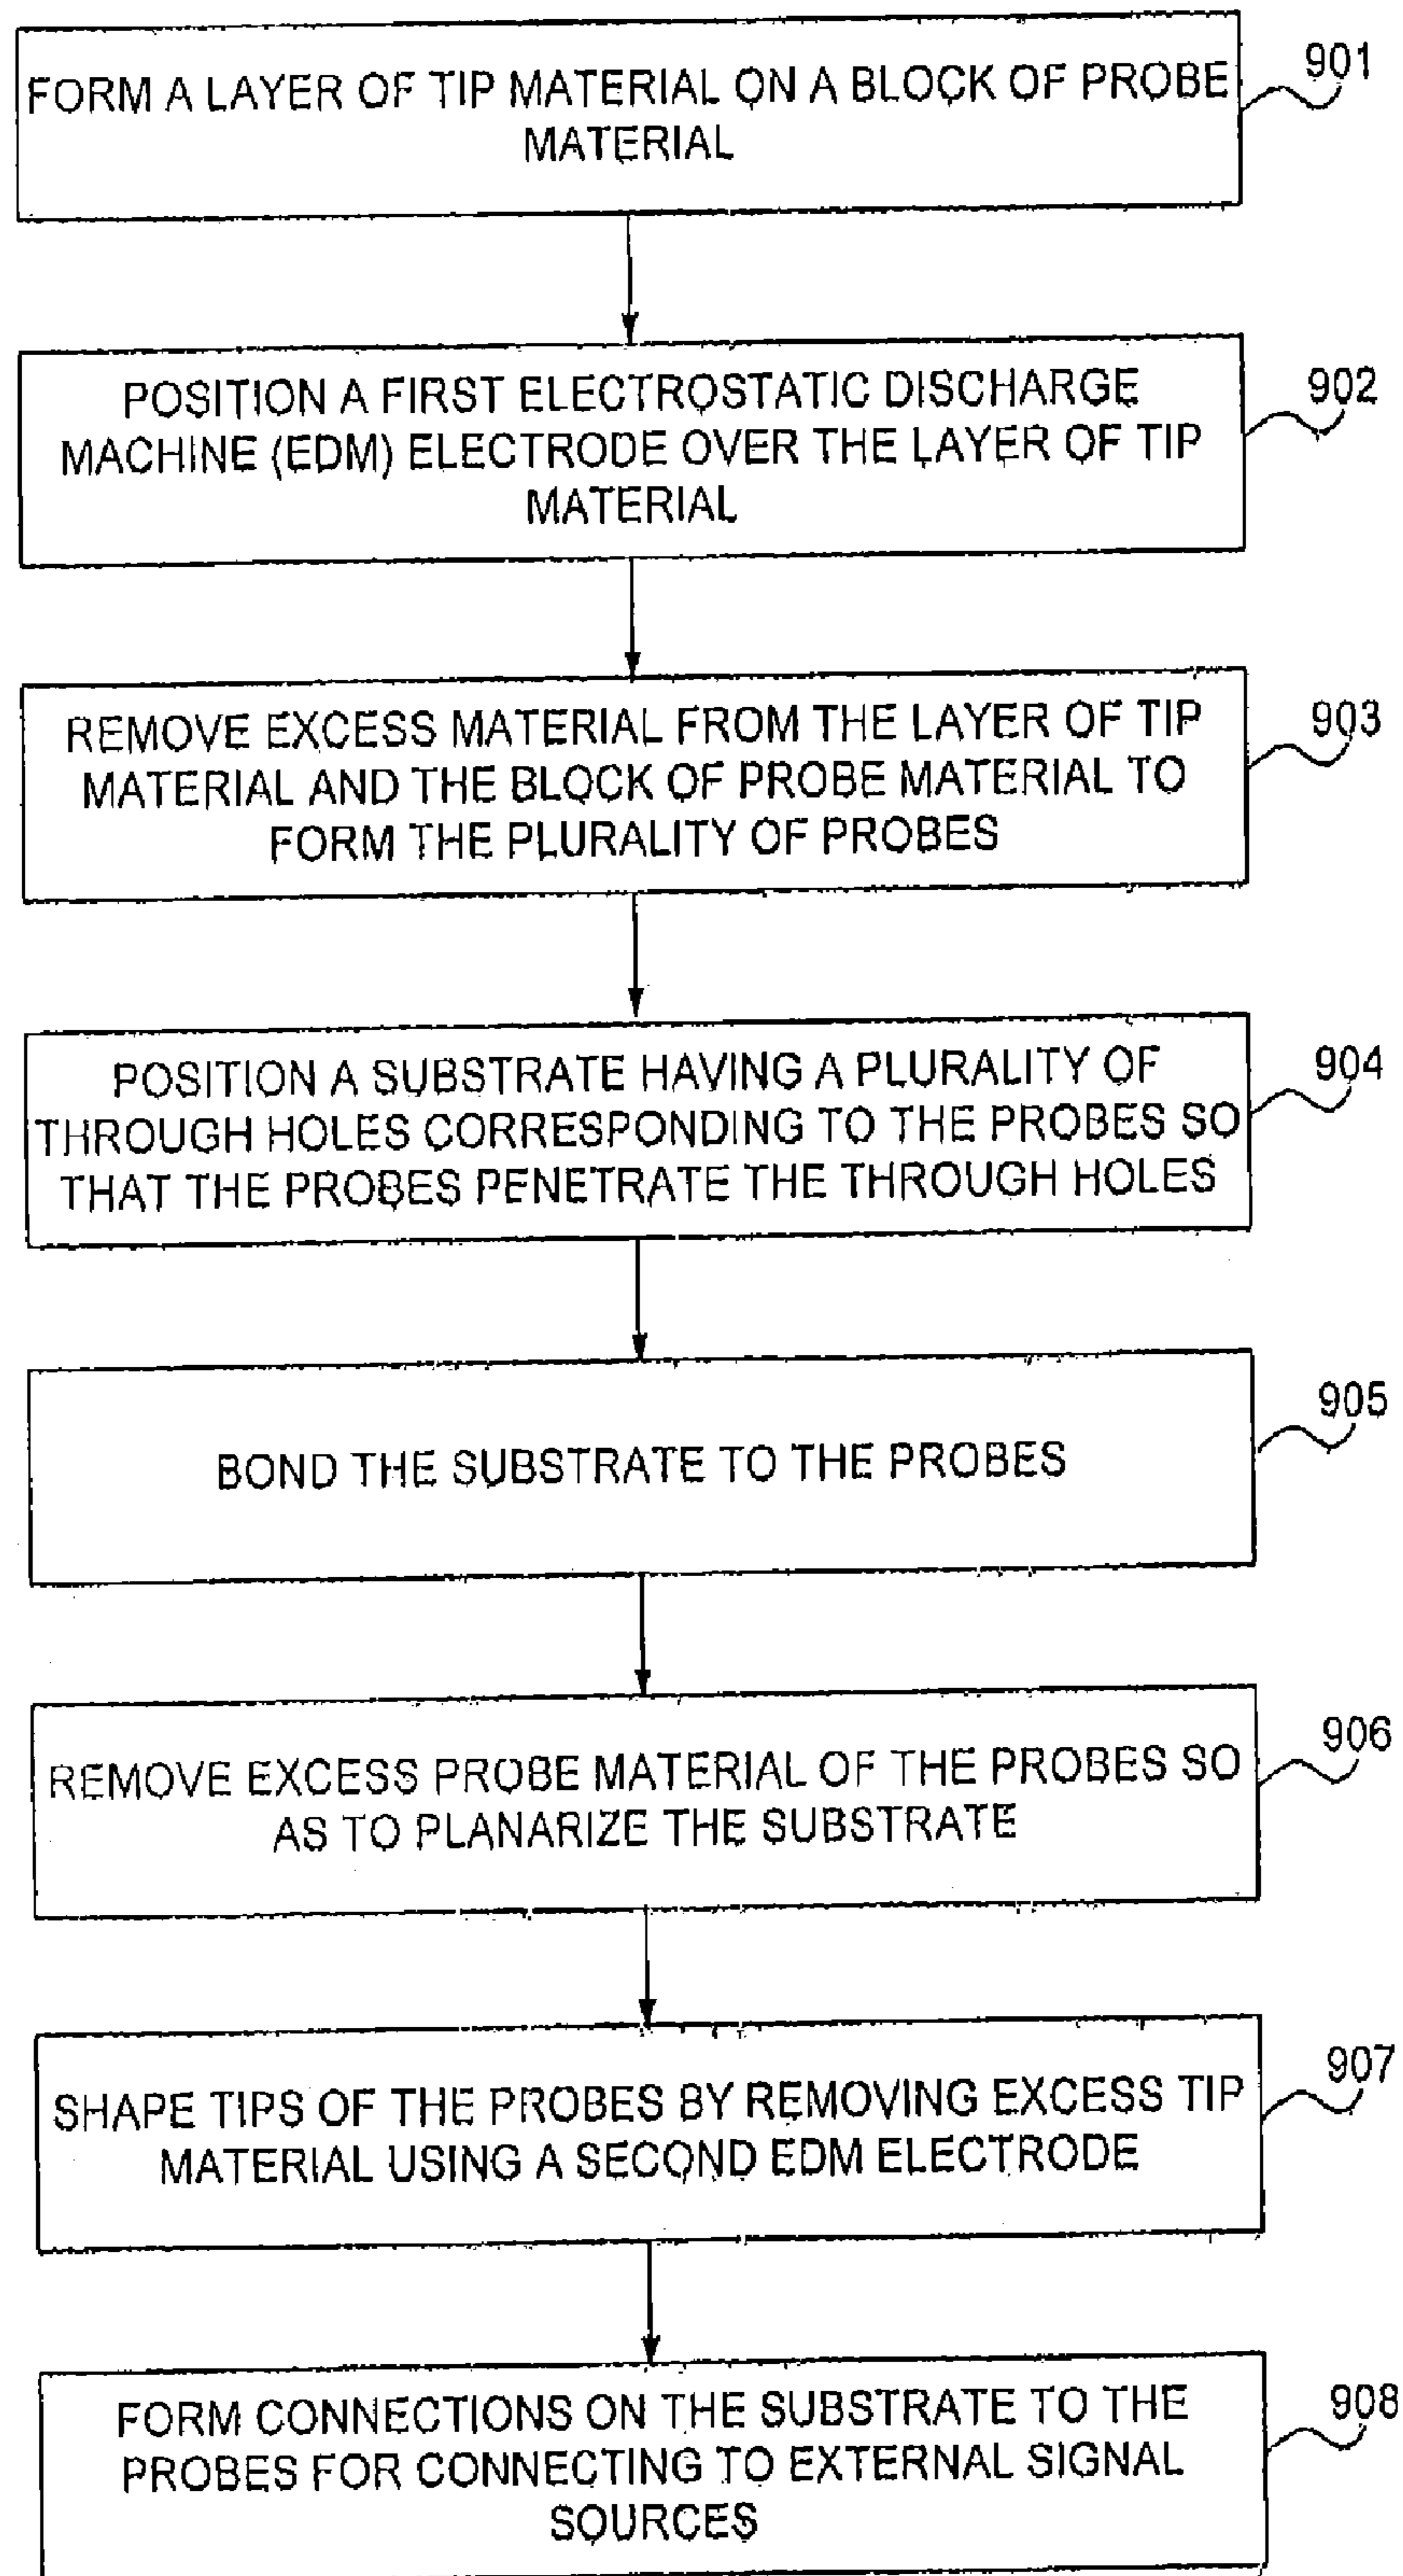 FORM A LAYER OF TIP MATERIAL ON A BLOCK OF PROBE
MATERIAL
901
POSITION A FIRST ELECTROSTATIC DISCHARGE
MACHINE (EDM) ELECTRODE OVER THE LAYER OF TIP
MATERIAL
902
REMOVE EXCESS MATERIAL FROM THE LAYER OF TIP
MATERIAL AND THE BLOCK OF PROBE MATERIAL TO
FORM THE PLURALITY OF PROBES
903
POSITION A SUBSTRATE HAVING A PLURALITY OF
THROUGH HOLES CORRESPONDING TO THE PROBES SO
THAT THE PROBES PENETRATE THE THROUGH HOLES
904
BOND THE SUBSTRATE TO THE PROBES
905
REMOVE EXCESS PROBE MATERIAL OF THE PROBES SO
AS TO PLANARIZE THE SUBSTRATE
906
SHAPE TIPS OF THE PROBES BY REMOVING EXCESS TIP
MATERIAL USING A SECOND EDM ELECTRODE
907
FORM CONNECTIONS ON THE SUBSTRATE TO THE
PROBES FOR CONNECTING TO EXTERNAL SIGNAL
SOURCES
908